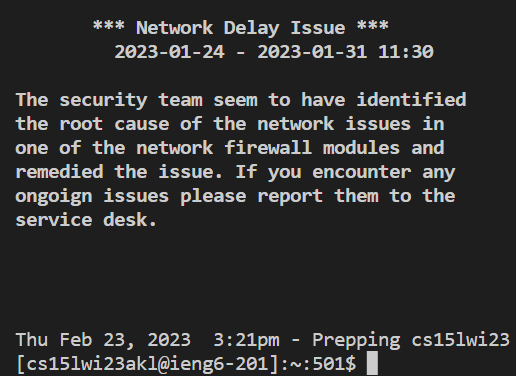 *** Network Delay Issue ***
2023-01-24 - 2023-01-31 11:30
The security team seem to have identified
the root cause of the network issues in
one of the network firewall modules and
remedied the issue. If you encounter any
ongoign issues please report them to the
service desk.
Thu Feb 23, 2023  3:21pm - Prepping cs15lwi23
[cs15lwi23akl@ieng6-201]:~:501$